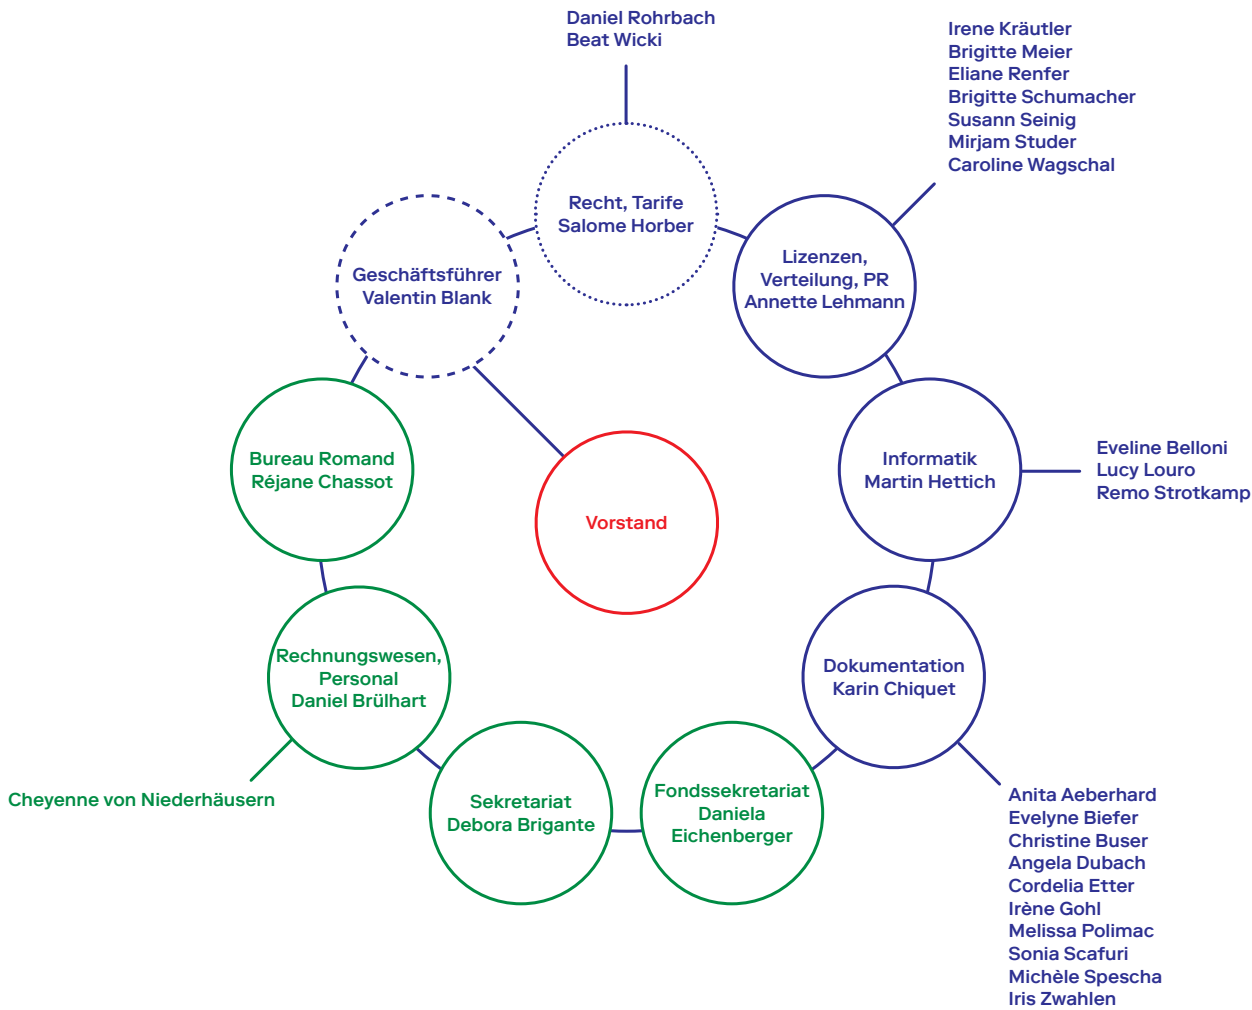 Daniel Rohrbach
Beat Wicki
Irene Kräutler
Brigitte Meier
Eliane Renfer
Brigitte Schumacher
Susann Seinig
Mirjam Studer
Caroline Wagschal
Recht, Tarife
Salome Horber
Lizenzen,
Verteilung, PR
Annette Lehmann
Geschäftsführer
Valentin Blank
Bureau Romand
Réjane Chassot
Informatik
Martin Hettich
Eveline Belloni
Lucy Louro
Remo Strotkamp
Vorstand
Rechnungswesen,
Personal
Daniel Brülhart
Dokumentation
Karin Chiquet
Cheyenne von Niederhäusern
Sekretariat
Debora Brigante
Fondssekretariat
Daniela
Eichenberger
Anita Aeberhard
Evelyne Biefer
Christine Buser
Angela Dubach
Cordelia Etter
Irène Gohl
Melissa Polimac
Sonia Scafuri
Michèle Spescha
Iris Zwahlen